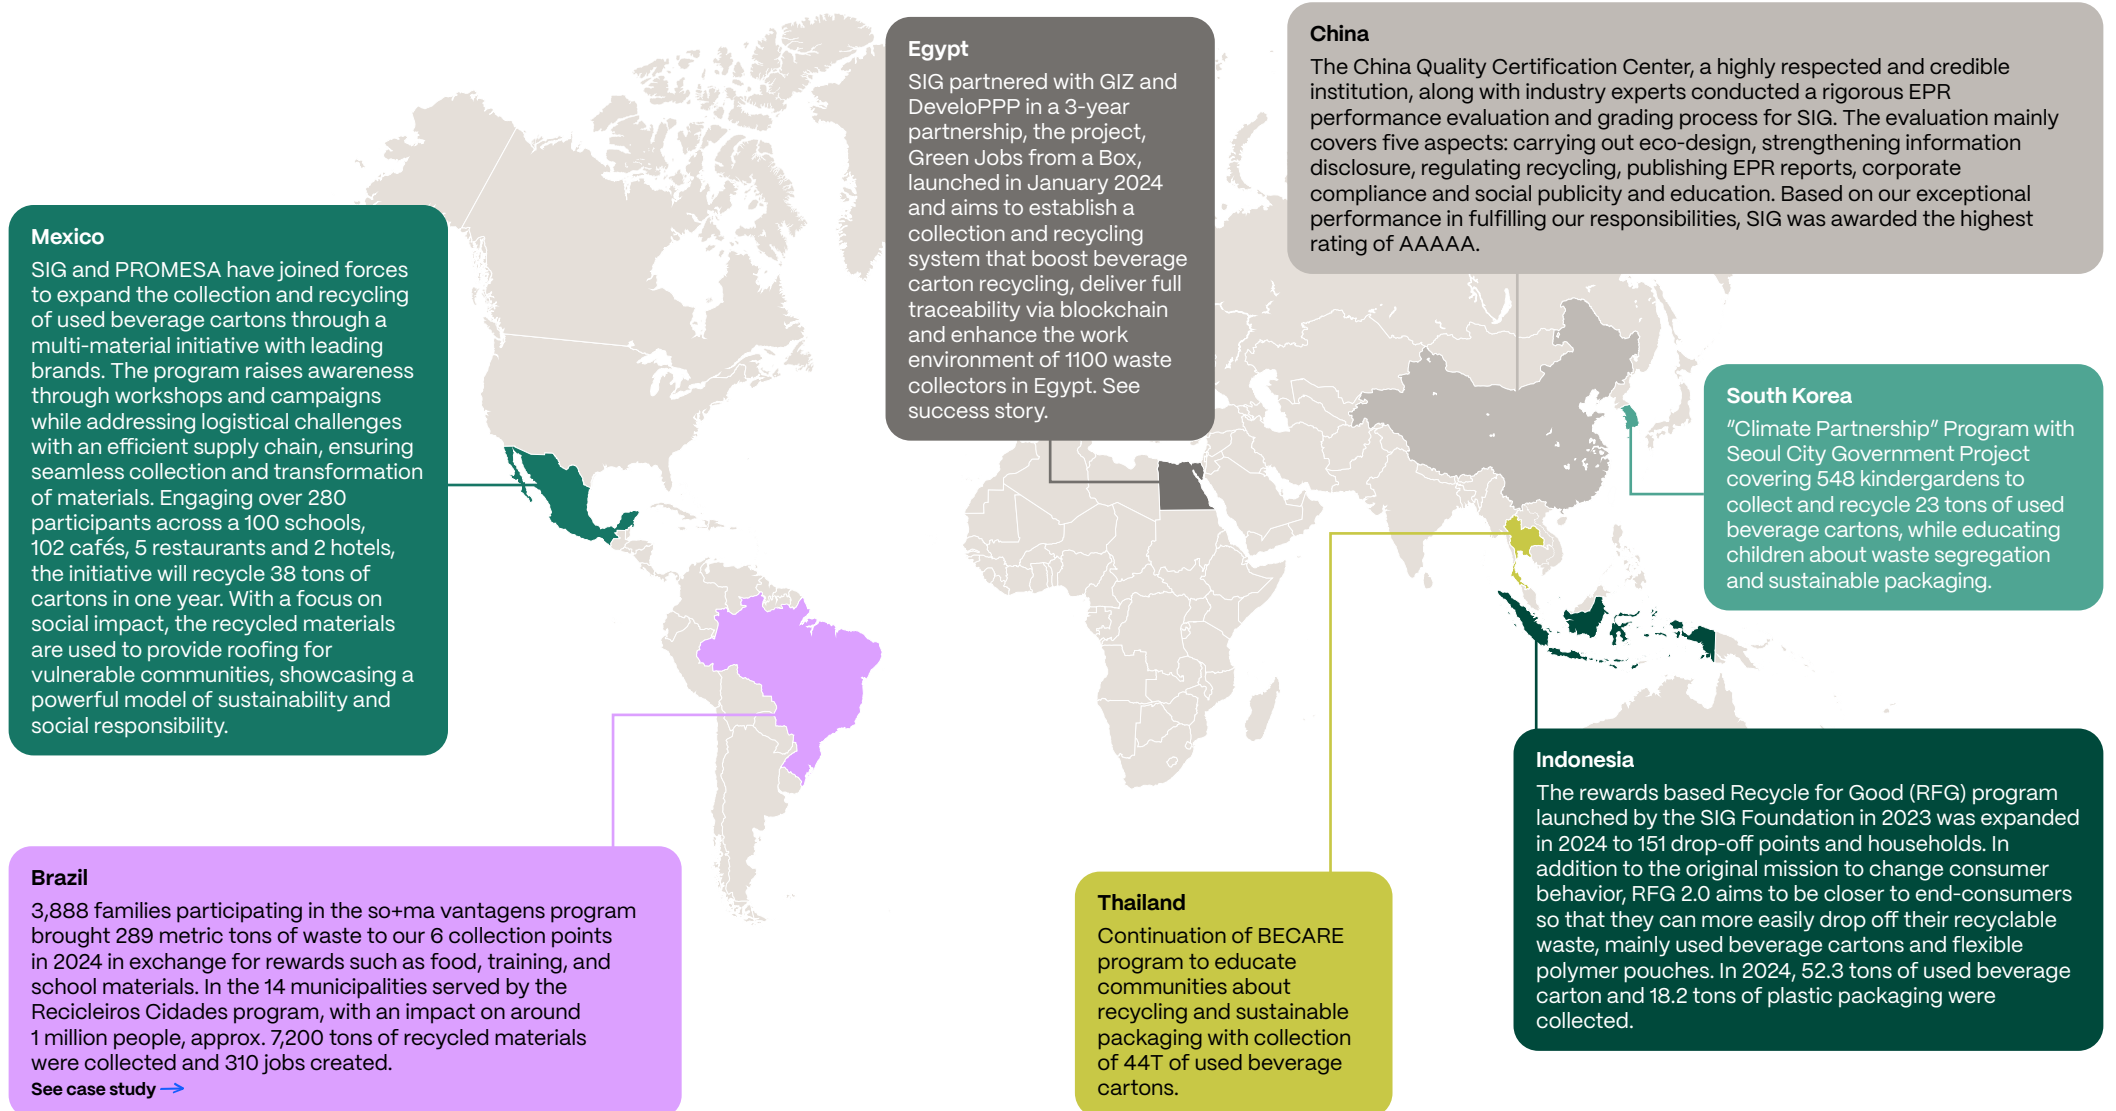 Egypt
SIG partnered with GIZ and
DeveloPPP in a 3-year
partnership, the project,
Green Jobs from a Box,
launched in January 2024
and aims to establish a
collection and recycling
system that boost beverage
carton recycling, deliver full
traceability via blockchain
and enhance the work
environment of 1100 waste
collectors in Egypt. See
success story.
China
The China Quality Certification Center, a highly respected and credible
institution, along with industry experts conducted a rigorous EPR
performance evaluation and grading process for SIG. The evaluation mainly
covers five aspects: carrying out eco-design, strengthening information
disclosure, regulating recycling, publishing EPR reports, corporate
compliance and social publicity and education. Based on our exceptional
performance in fulfilling our responsibilities, SIG was awarded the highest
rating of AAAAA.
Mexico
SIG and PROMESA have joined forces
to expand the collection and recycling
of used beverage cartons through a
multi-material initiative with leading
brands. The program raises awareness
through workshops and campaigns
while addressing logistical challenges
with an efficient supply chain, ensuring
seamless collection and transformation
of materials. Engaging over 280
participants across a 100 schools,
102 cafés, 5 restaurants and 2 hotels,
the initiative will recycle 38 tons of
cartons in one year. With a focus on
social impact, the recycled materials
are used to provide roofing for
vulnerable communities, showcasing a
powerful model of sustainability and
social responsibility.
South Korea
"Climate Partnership" Program with
Seoul City Government Project
covering 548 kindergardens to
collect and recycle 23 tons of used
beverage cartons, while educating
children about waste segregation
and sustainable packaging.
Indonesia
The rewards based Recycle for Good (RFG) program
launched by the SIG Foundation in 2023 was expanded
in 2024 to 151 drop-off points and households. In
addition to the original mission to change consumer
behavior, RFG 2.0 aims to be closer to end-consumers
so that they can more easily drop off their recyclable
waste, mainly used beverage cartons and flexible
polymer pouches. In 2024, 52.3 tons of used beverage
carton and 18.2 tons of plastic packaging were
collected.
Brazil
3,888 families participating in the so+ma vantagens program
brought 289 metric tons of waste to our 6 collection points
in 2024 in exchange for rewards such as food, training, and
school materials. In the 14 municipalities served by the
Recicleiros Cidades program, with an impact on around
1 million people, approx. 7,200 tons of recycled materials
were collected and 310 jobs created.
See case study →
Thailand
Continuation of BECARE
program to educate
communities about
recycling and sustainable
packaging with collection
of 44T of used beverage
cartons.